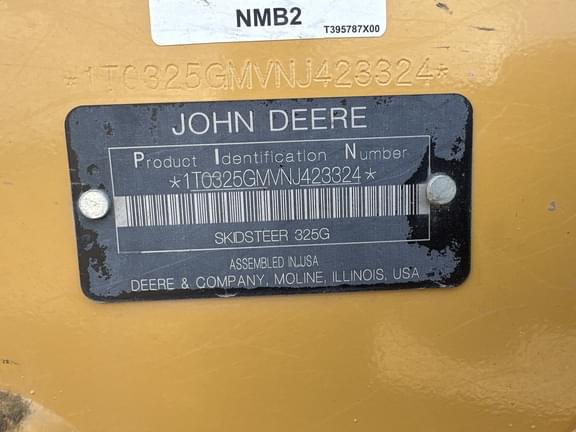 NMB2
T395787X00
*1T0325GMVNJ423324*
JOHN DEERE
Product Identification Number
*1T0325GMVNJ423324*
SKIDSTEER 325G
ASSEMBLED IN USA
DEERE & COMPANY, MOLINE, ILLINOIS, USA